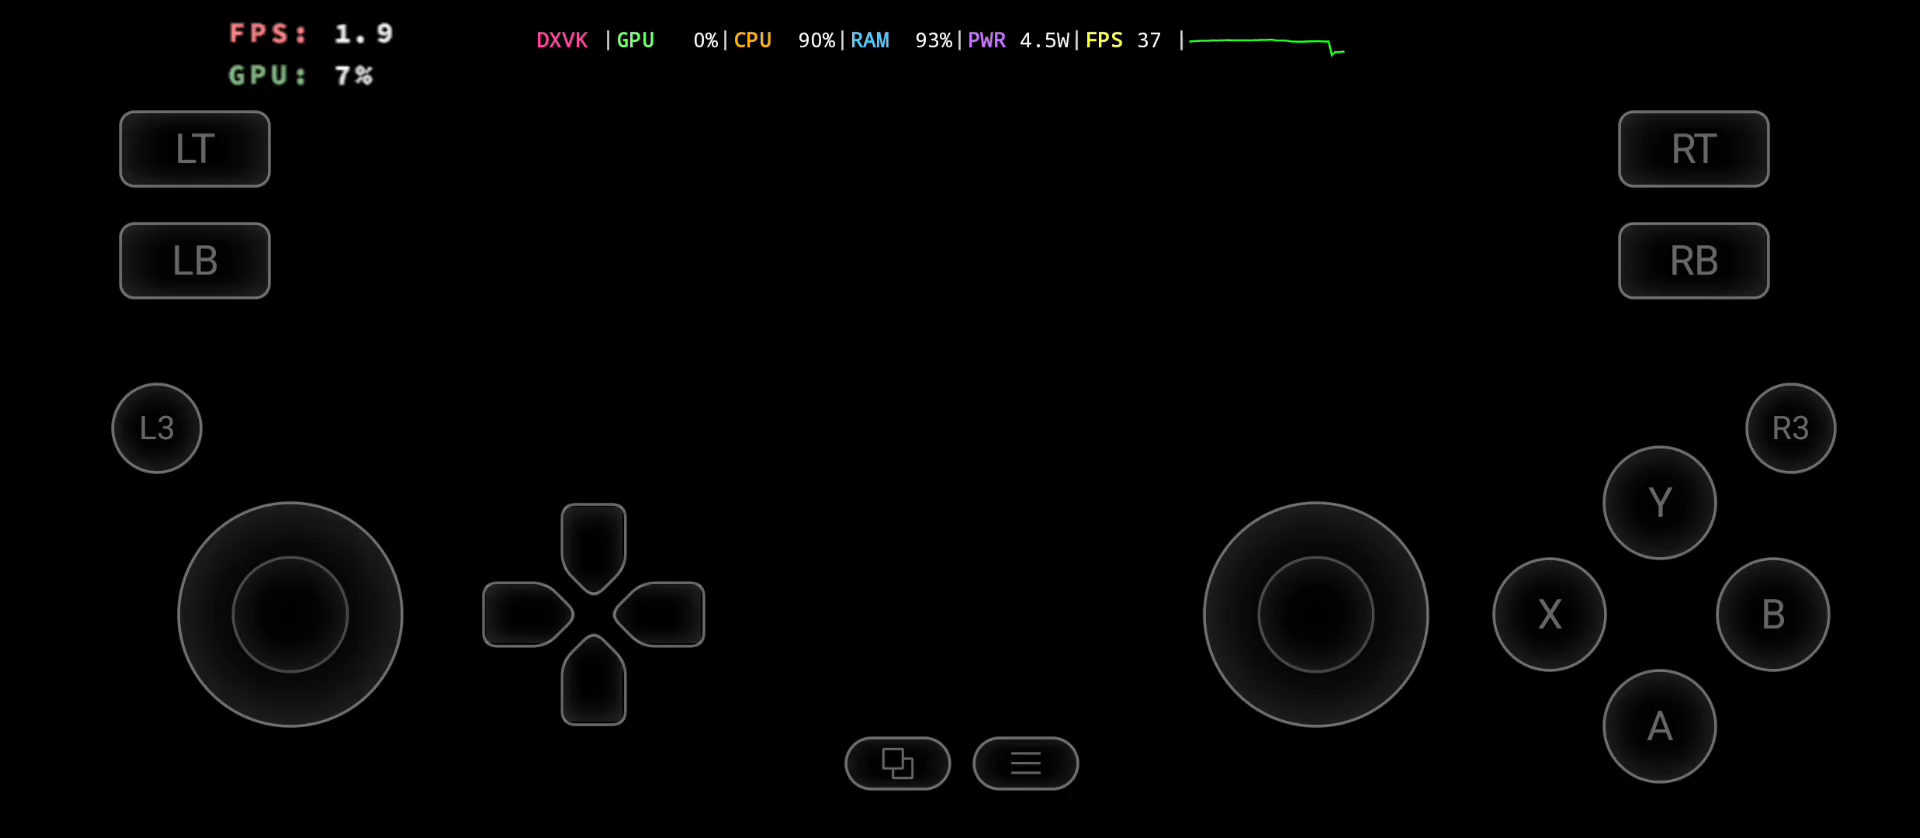 FPS: 1.9
GPU: 7%
DXVK |GPU 0%|CPU 90%|RAM 93%|PWR 4.5W|FPS 37 |
LT
RT
LB
RB
L3
R3
Y
X
B
A